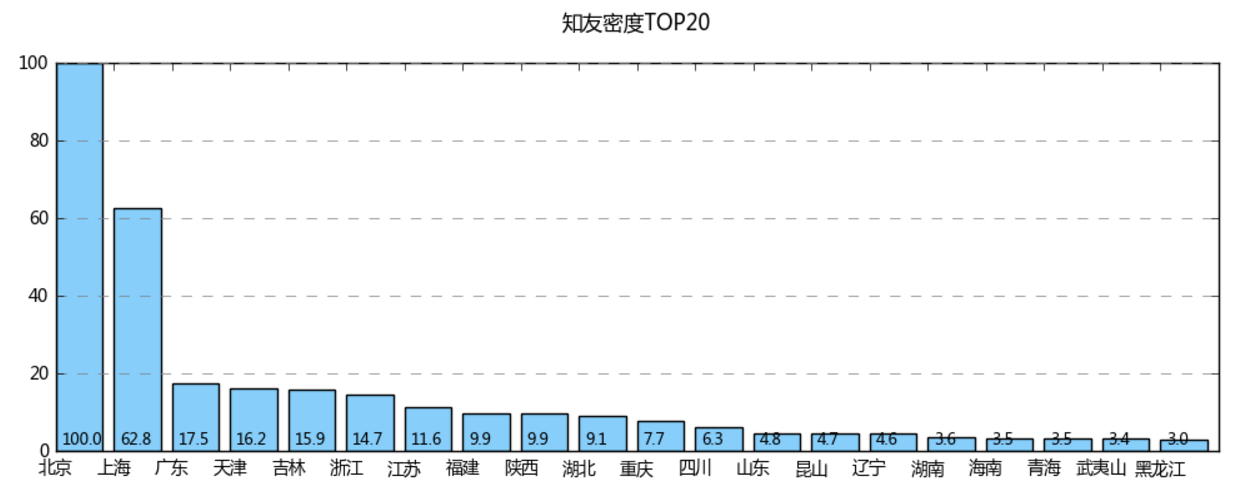 知友密度TOP20
100
80
60
40
20
0
100.0 62.8 17.5 16.2 15.9 14.7 11.6 9.9 9.9 9.1 7.7 6.3 4.8 4.7 4.6 3.6 3.5 3.5 3.4 3.0
北京 上海 广东 天津 吉林 浙江 江苏 福建 陕西 湖北 重庆 四川 山东 昆山 辽宁 湖南 海南 青海 武夷山 黑龙江